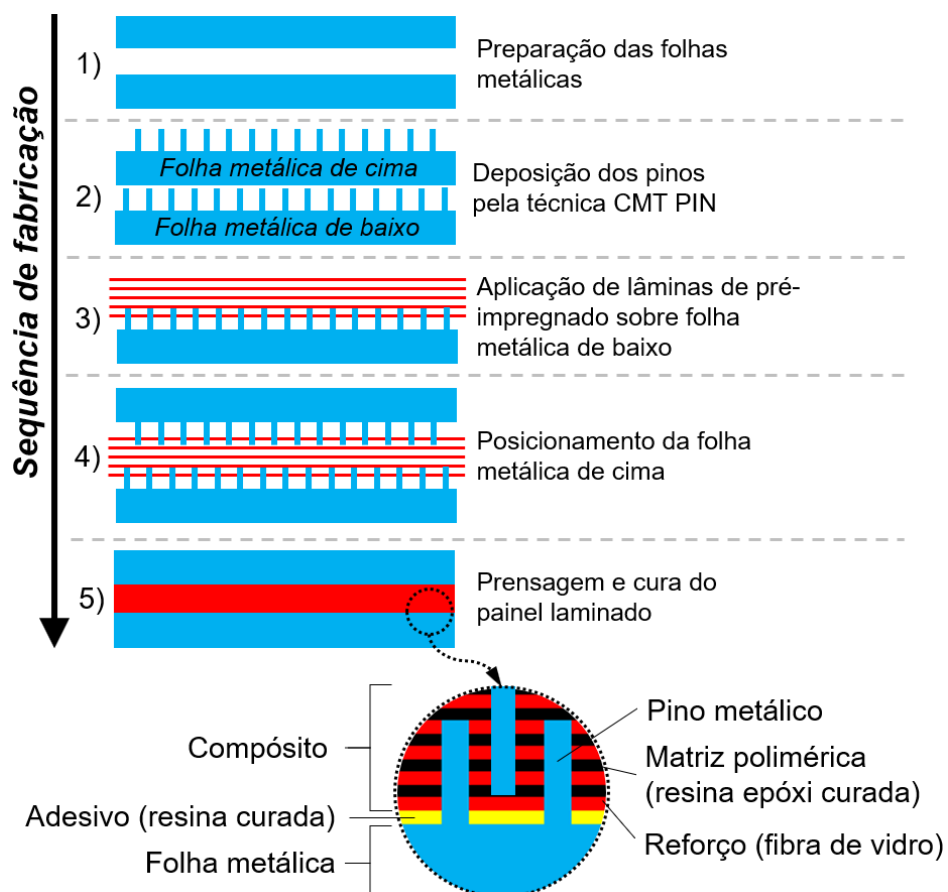 Sequência de fabricação
1)
Preparação das folhas
metálicas
2)
Folha metálica de cima
Folha metálica de baixo
Deposição dos pinos
pela técnica CMT PIN
3)
Aplicação de lâminas de pré-
impregnado sobre folha
metálica de baixo
4)
Posicionamento da folha
metálica de cima
5)
Prensagem e cura do
painel laminado
Compósito
Adesivo (resina curada)
Folha metálica
Pino metálico
Matriz polimérica
(resina epóxi curada)
Reforço (fibra de vidro)